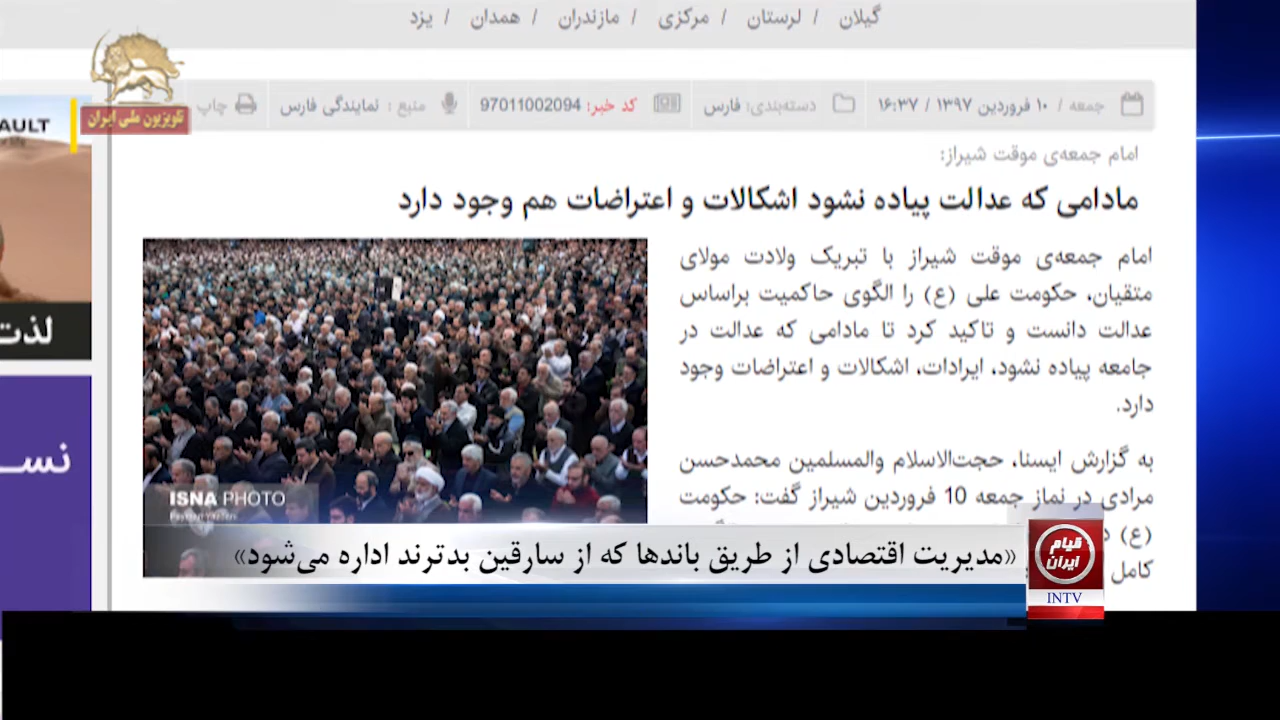 گیلان / لرستان / مرکزی / مازندران / همدان / یزد
تلویزیون ملی ایران
AULT
جمعه / ۱۰ فروردین ۱۳۹۷ / ۱۶:۳۷
دسته‌بندی: فارس
کد خبر: 97011002094
منبع : نمایندگی فارس
چاپ
امام جمعه‌ی موقت شیراز:
مادامی که عدالت پیاده نشود اشکالات و اعتراضات هم وجود دارد
امام جمعه‌ی موقت شیراز با تبریک ولادت مولای
متقیان، حکومت علی (ع) را الگوی حاکمیت براساس
عدالت دانست و تاکید کرد تا مادامی که عدالت در
جامعه پیاده نشود، ایرادات، اشکالات و اعتراضات وجود
دارد.
به گزارش ایسنا، حجت‌الاسلام والمسلمین محمدحسن
مرادی در نماز جمعه 10 فروردین شیراز گفت: حکومت
(ع)
کامل
لذت
نسـ
ISNA PHOTO
«مدیریت اقتصادی از طریق باندها که از سارقین بدترند اداره می‌شود»
قیام
ایران
INTV